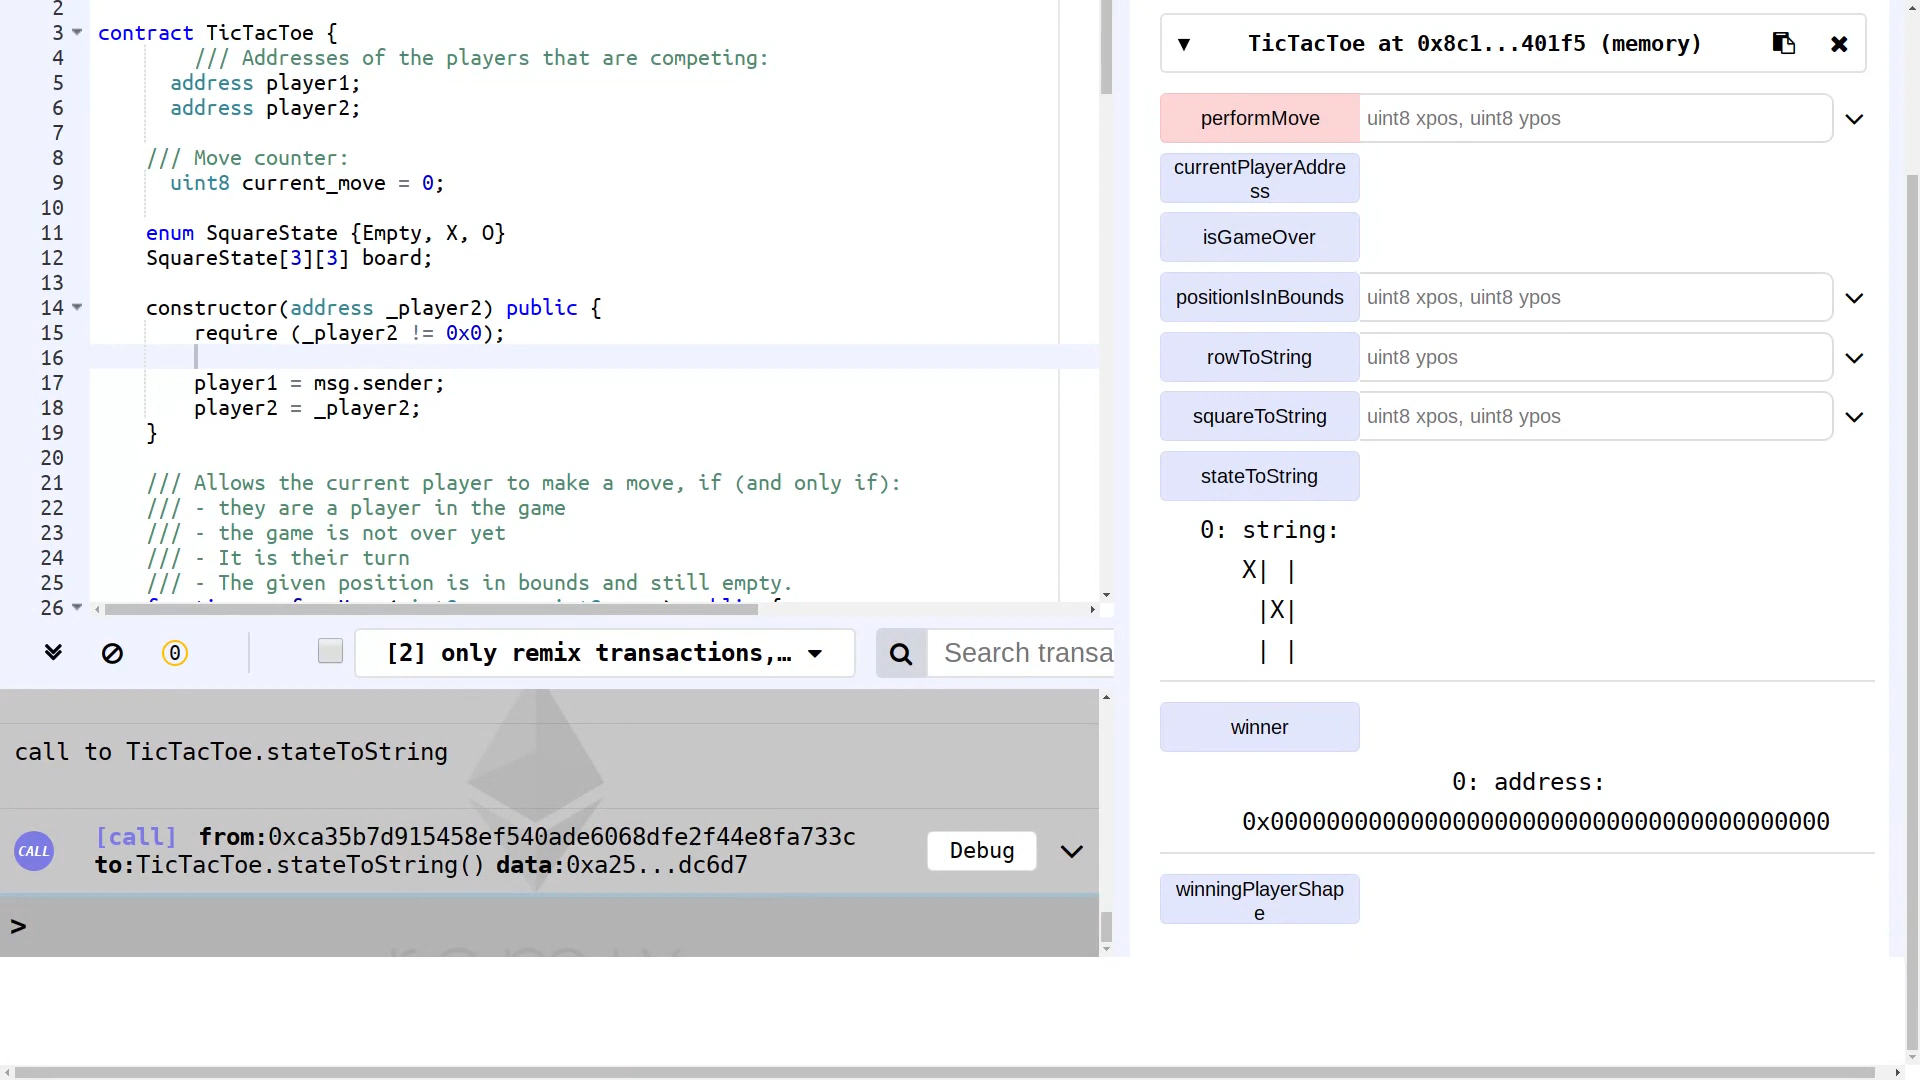 2
3 contract TicTacToe {
4 /// Addresses of the players that are competing:
5 address player1;
6 address player2;
7
8 /// Move counter:
9 uint8 current_move = 0;
10
11 enum SquareState {Empty, X, O}
12 SquareState[3][3] board;
13
14 constructor(address _player2) public {
15 require (_player2 != 0x0);
16
17 player1 = msg.sender;
18 player2 = _player2;
19 }
20
21 /// Allows the current player to make a move, if (and only if):
22 /// - they are a player in the game
23 /// - the game is not over yet
24 /// - It is their turn
25 /// - The given position is in bounds and still empty.
26
0
[2] only remix transactions,…
Search transa
call to TicTacToe.stateToString
CALL
[call] from:0xca35b7d915458ef540ade6068dfe2f44e8fa733c
to:TicTacToe.stateToString() data:0xa25...dc6d7
Debug
>
TicTacToe at 0x8c1...401f5 (memory)
performMove uint8 xpos, uint8 ypos
currentPlayerAddre
ss
isGameOver
positionIsInBounds uint8 xpos, uint8 ypos
rowToString uint8 ypos
squareToString uint8 xpos, uint8 ypos
stateToString
0: string:
X| |
|X|
| |
winner
0: address:
0x0000000000000000000000000000000000000000
winningPlayerShap
e